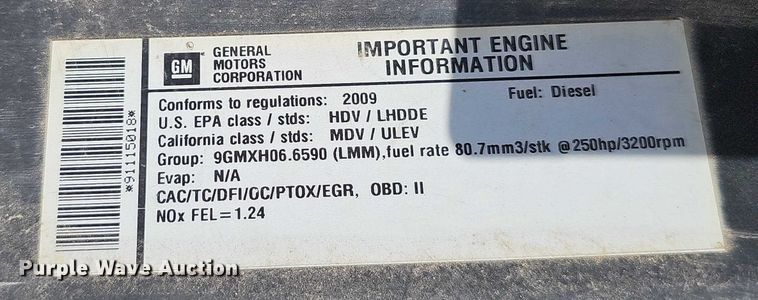 GM
GENERAL
MOTORS
CORPORATION
IMPORTANT ENGINE
INFORMATION
*91115018*
Conforms to regulations: 2009
Fuel: Diesel
U.S. EPA class / stds: HDV / LHDDE
California class / stds: MDV / ULEV
Group: 9GMXH06.6590 (LMM),fuel rate 80.7mm3/stk @250hp/3200rpm
Evap: N/A
CAC/TC/DFI/OC/PTOX/EGR, OBD: II
NOx FEL=1.24
Purple Wave Auction